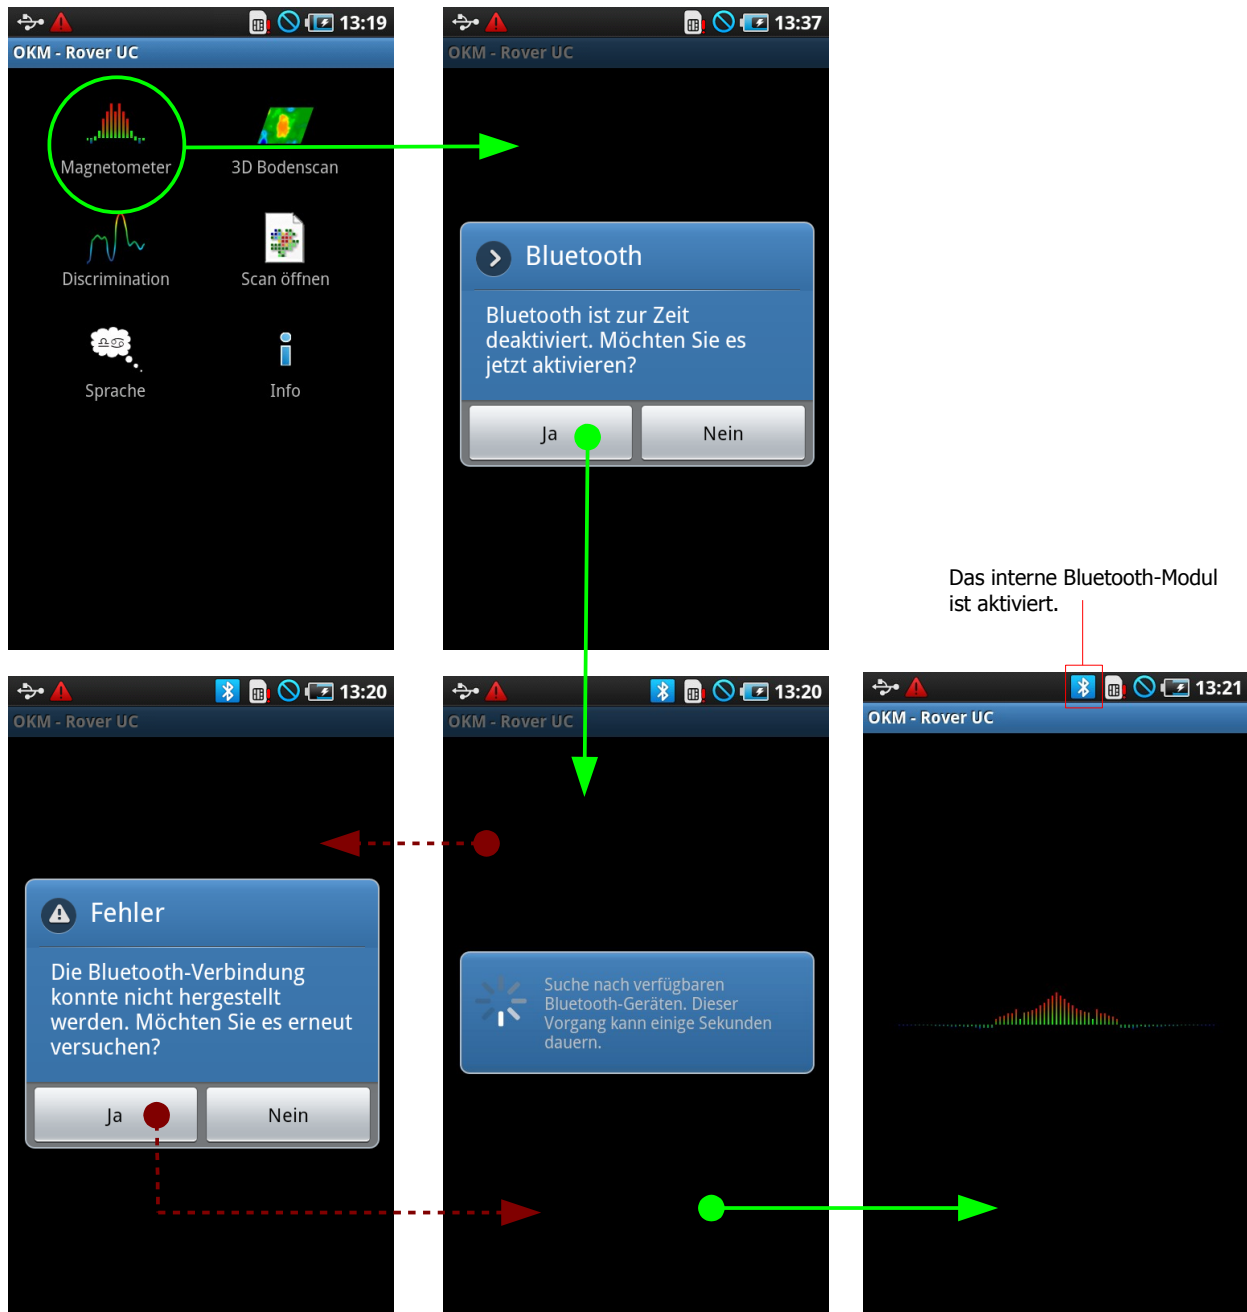 13:19
OKM - Rover UC
Magnetometer
3D Bodenscan
Discrimination
Scan öffnen
Sprache
Info
13:37
OKM - Rover UC
Bluetooth
Bluetooth ist zur Zeit
deaktiviert. Möchten Sie es
jetzt aktivieren?
Ja
Nein
Das interne Bluetooth-Modul
ist aktiviert.
13:20
OKM - Rover UC
Fehler
Die Bluetooth-Verbindung
konnte nicht hergestellt
werden. Möchten Sie es erneut
versuchen?
Ja
Nein
13:20
OKM - Rover UC
Suche nach verfügbaren
Bluetooth-Geräten. Dieser
Vorgang kann einige Sekunden
dauern.
13:21
OKM - Rover UC